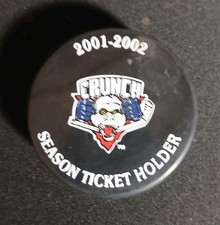 2001-2002
CRUNCH
TM
SEASON TICKET HOLDER